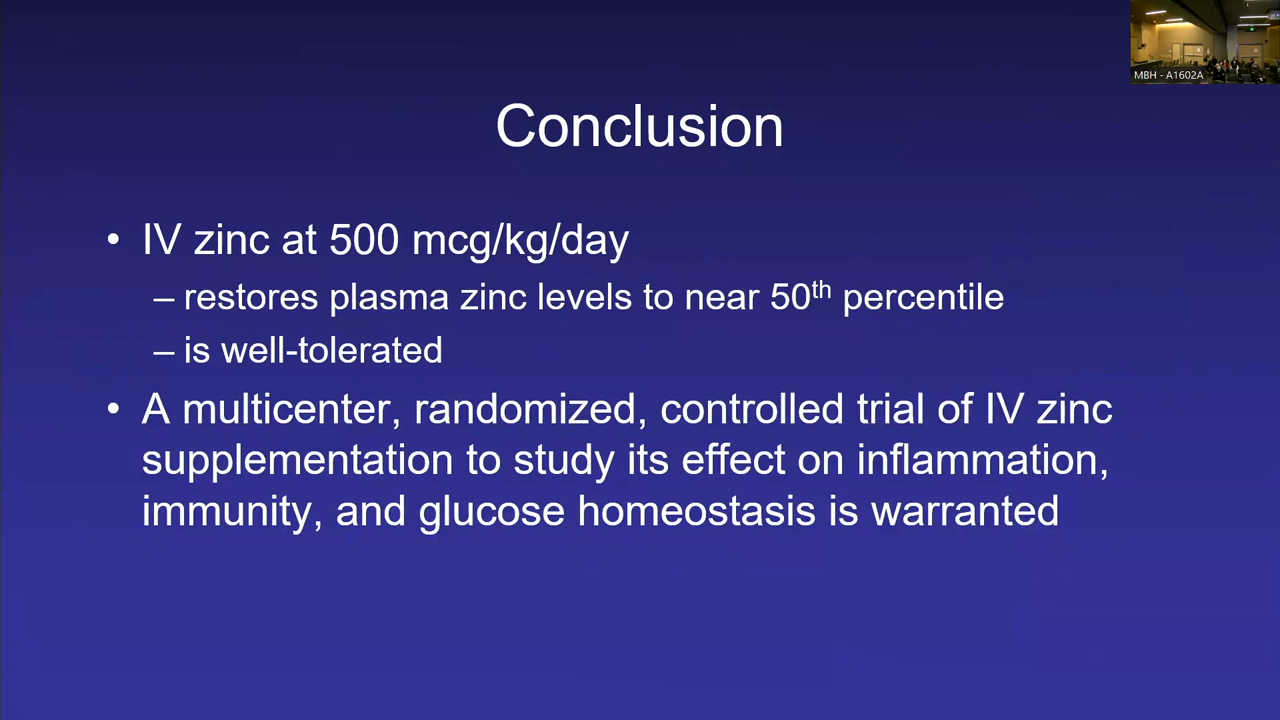 MBH - A1602A
Conclusion
• IV zinc at 500 mcg/kg/day
– restores plasma zinc levels to near 50th percentile
– is well-tolerated
• A multicenter, randomized, controlled trial of IV zinc
supplementation to study its effect on inflammation,
immunity, and glucose homeostasis is warranted